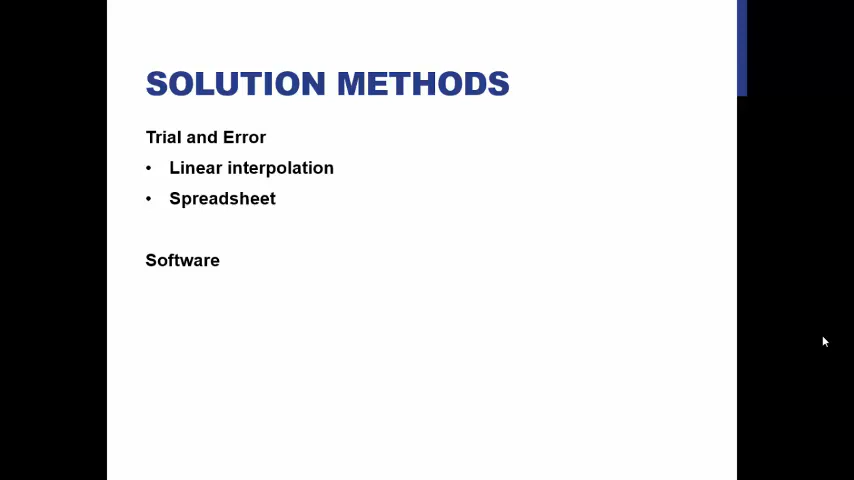 SOLUTION METHODS
Trial and Error
• Linear interpolation
• Spreadsheet
Software